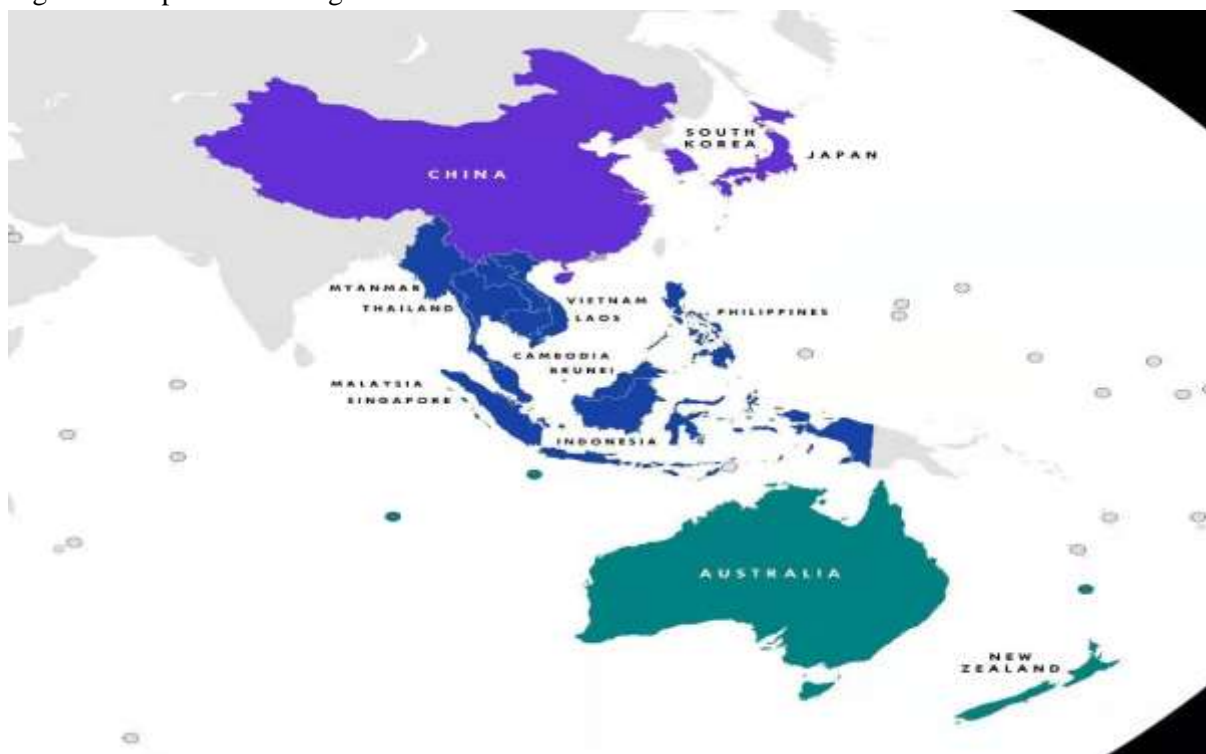 SOUTH
KOREA
JAPAN
CHINA
MYANMAR
THAILAND
VIETNAM
LAOS
PHILIPPINES
CAMBODIA
BRUNEI
MALAYSIA
SINGAPORE
INDONESIA
AUSTRALIA
NEW
ZEALAND